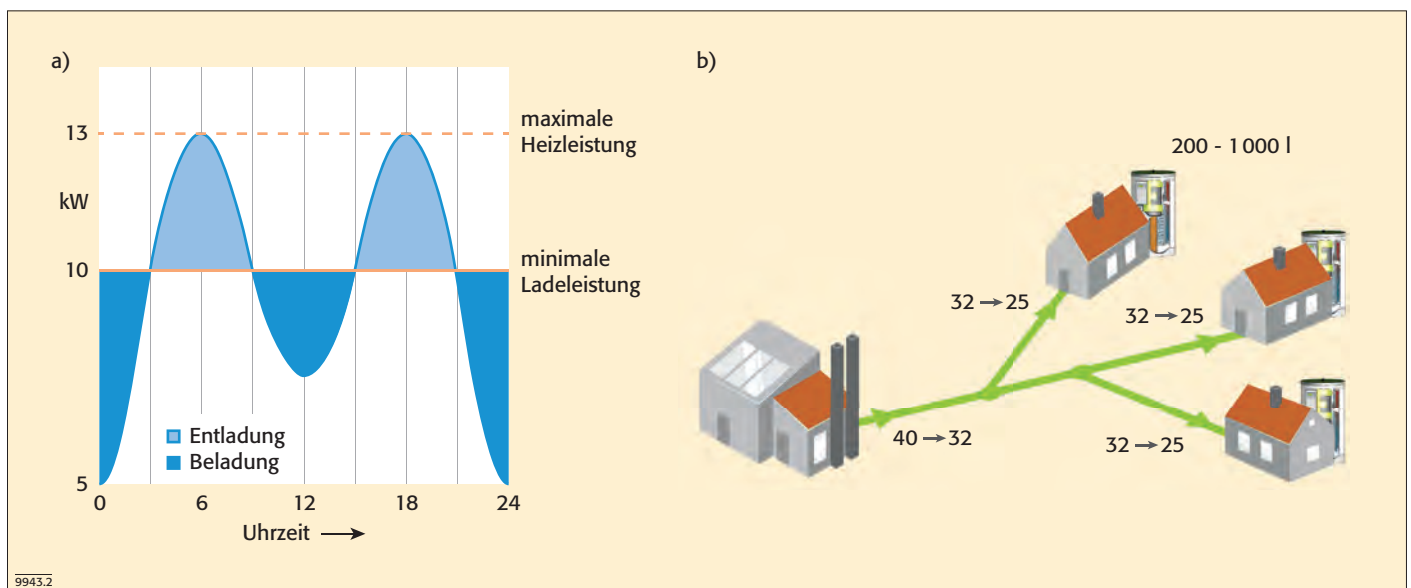 a)
13
kW
10
5
0
6
12
18
24
Uhrzeit →
maximale
Heizleistung
minimale
Ladeleistung
Entladung
Beladung
b)
200 - 1000 l
32 → 25
32 → 25
40 → 32
32 → 25
9943.2